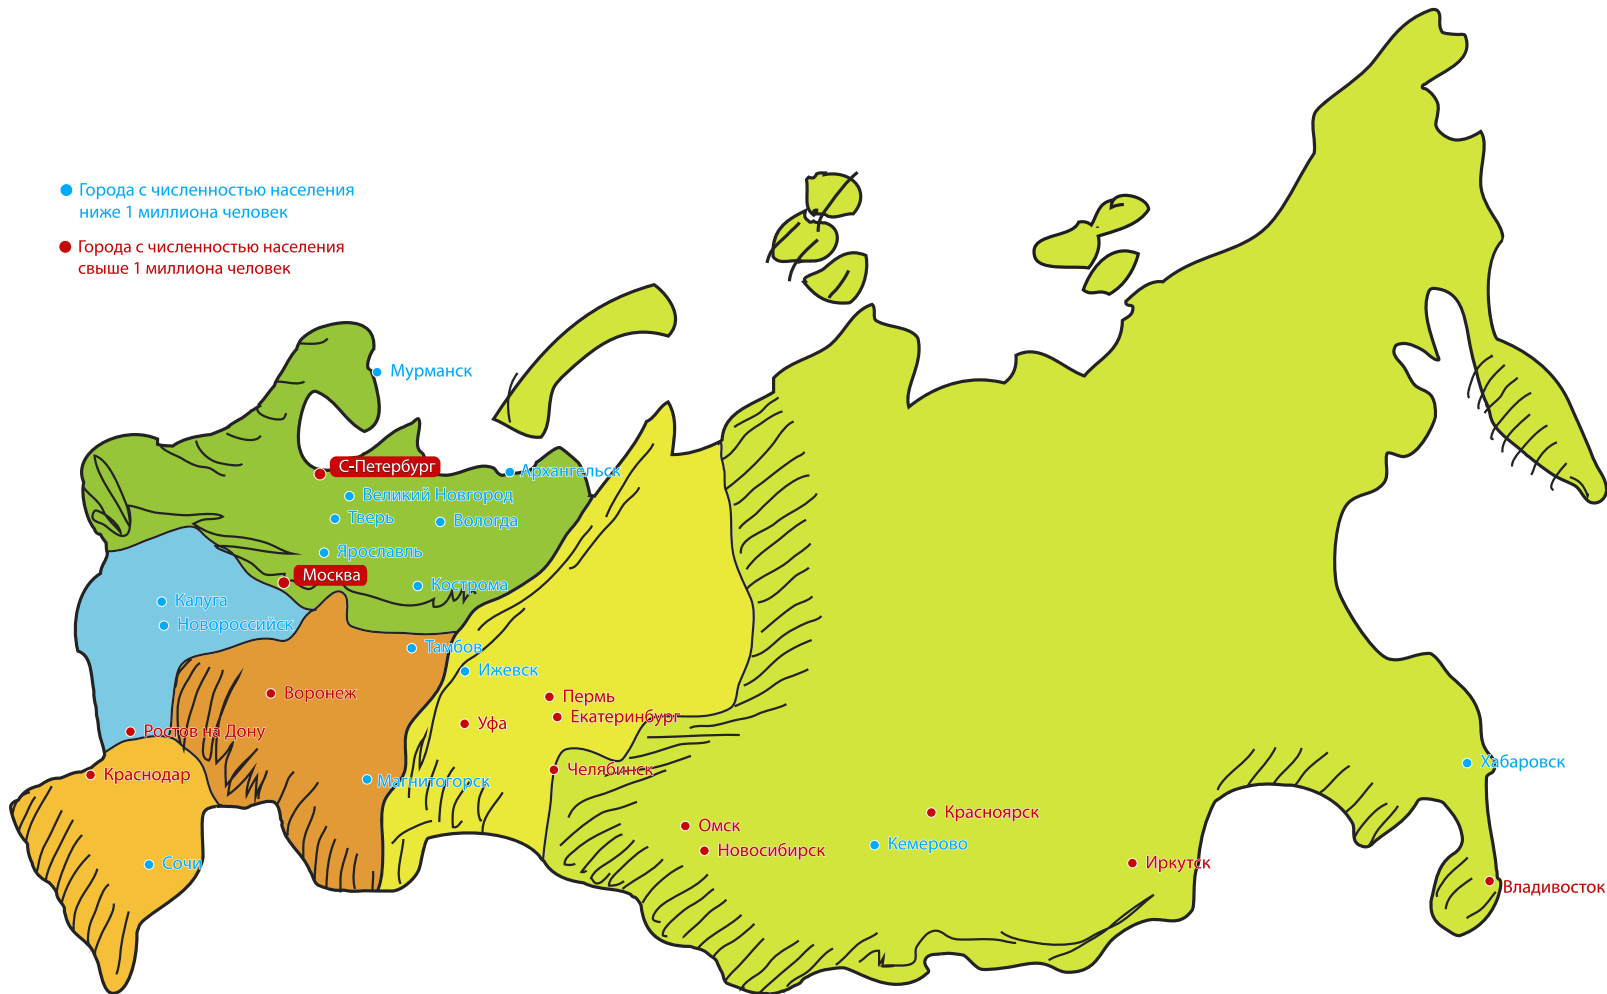 Города с численностью населения
ниже 1 миллиона человек
Города с численностью населения
свыше 1 миллиона человек
Мурманск
С-Петербург
Архангельск
Великий Новгород
Тверь
Вологда
Ярославль
Москва
Кострома
Калуга
Новороссийск
Тамбов
Ижевск
Воронеж
Пермь
Екатеринбург
Уфа
Ростов на Дону
Хабаровск
Челябинск
Краснодар
Магнитогорск
Красноярск
Омск
Кемерово
Новосибирск
Сочи
Иркутск
Владивосток